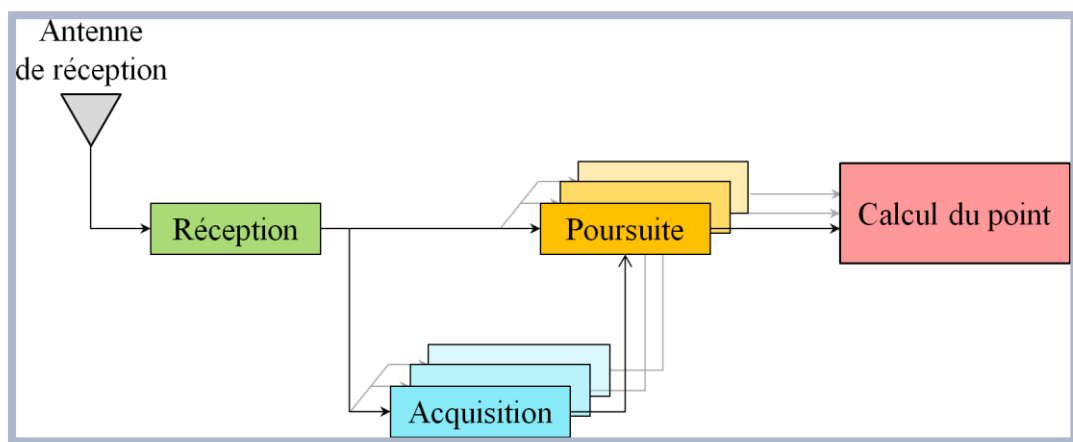 Antenne
de réception
Réception
Poursuite
Calcul du point
Acquisition